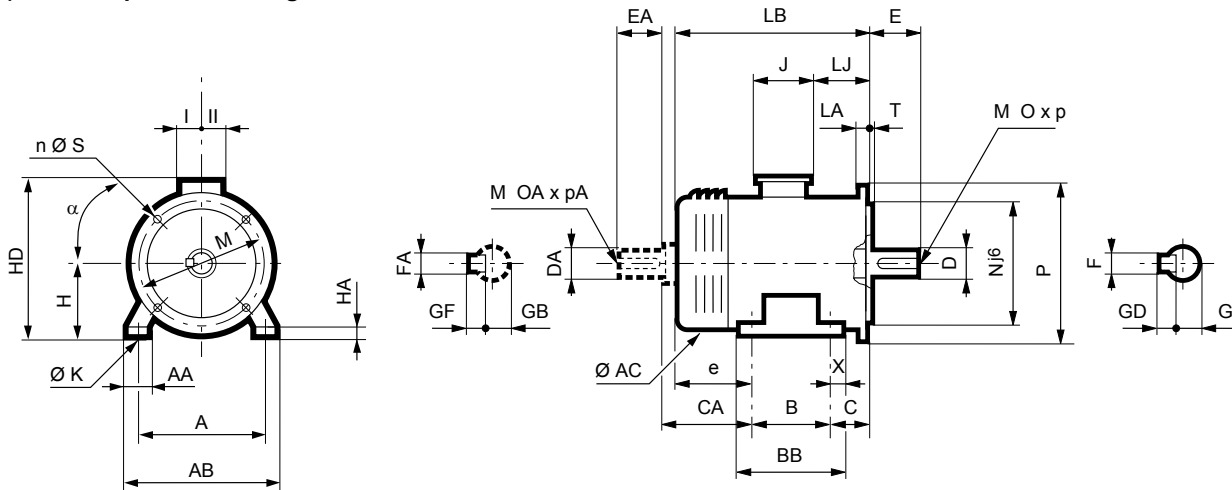 EA LB E
J LJ
I II
LA T M O x p
n Ø S
α
M OA x pA
HD
M
FA
DA
D
Nj6
P
F
H
HA
GF GB
GD G
Ø K AA
Ø AC
e X
A
CA B C
AB
BB